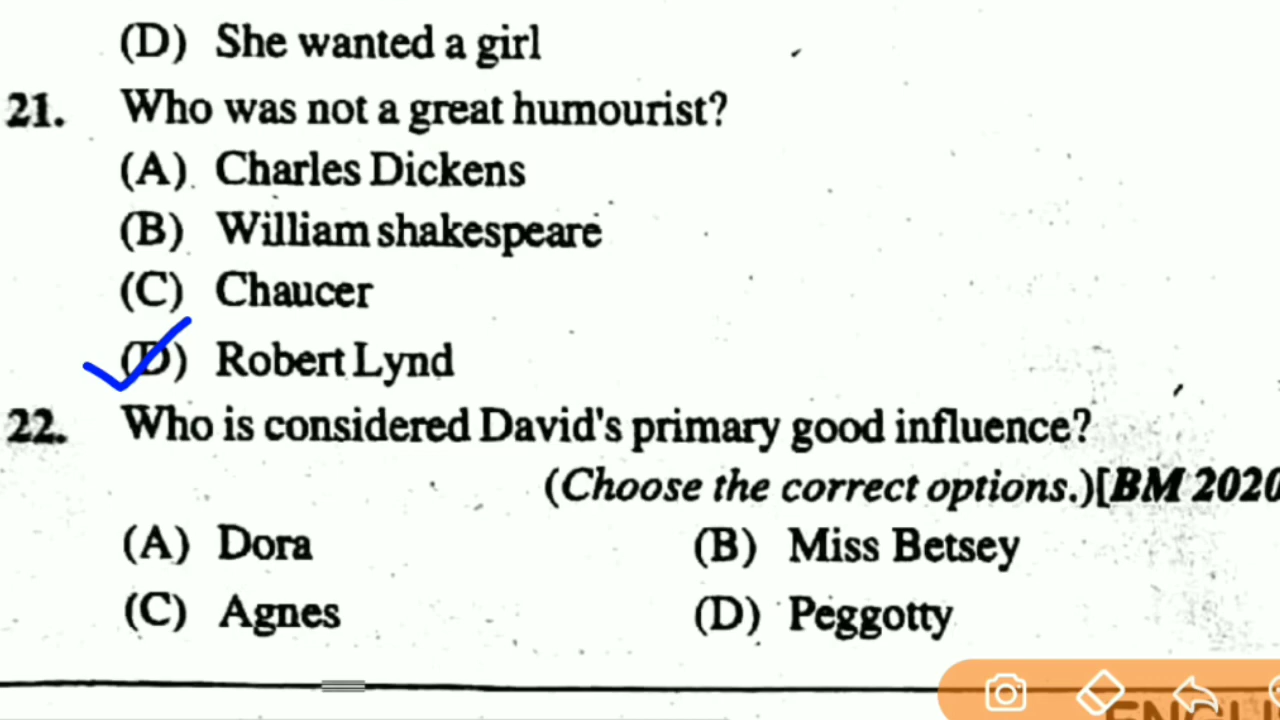 (D) She wanted a girl
21. Who was not a great humourist?
(A) Charles Dickens
(B) William shakespeare
(C) Chaucer
(D) Robert Lynd
22. Who is considered David's primary good influence?
(Choose the correct options.)[BM 2020
(A) Dora (B) Miss Betsey
(C) Agnes (D) Peggotty